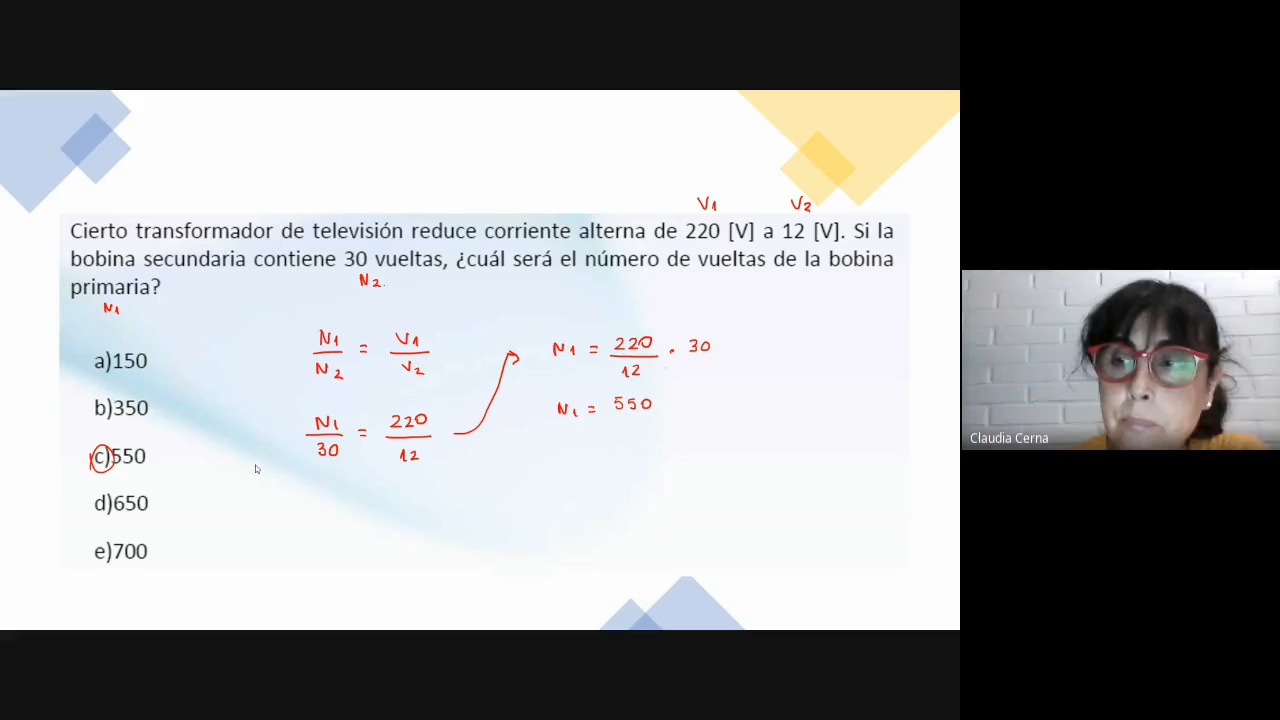 V1 V2
Cierto transformador de televisión reduce corriente alterna de 220 [V] a 12 [V]. Si la
bobina secundaria contiene 30 vueltas, ¿cuál será el número de vueltas de la bobina
N2.
primaria?
N1
a)150
b)350
c)550
d)650
e)700
N1/N2 = V1/V2
N1/30 = 220/12
N1 = 220/12 · 30
N1 = 550
Claudia Cerna